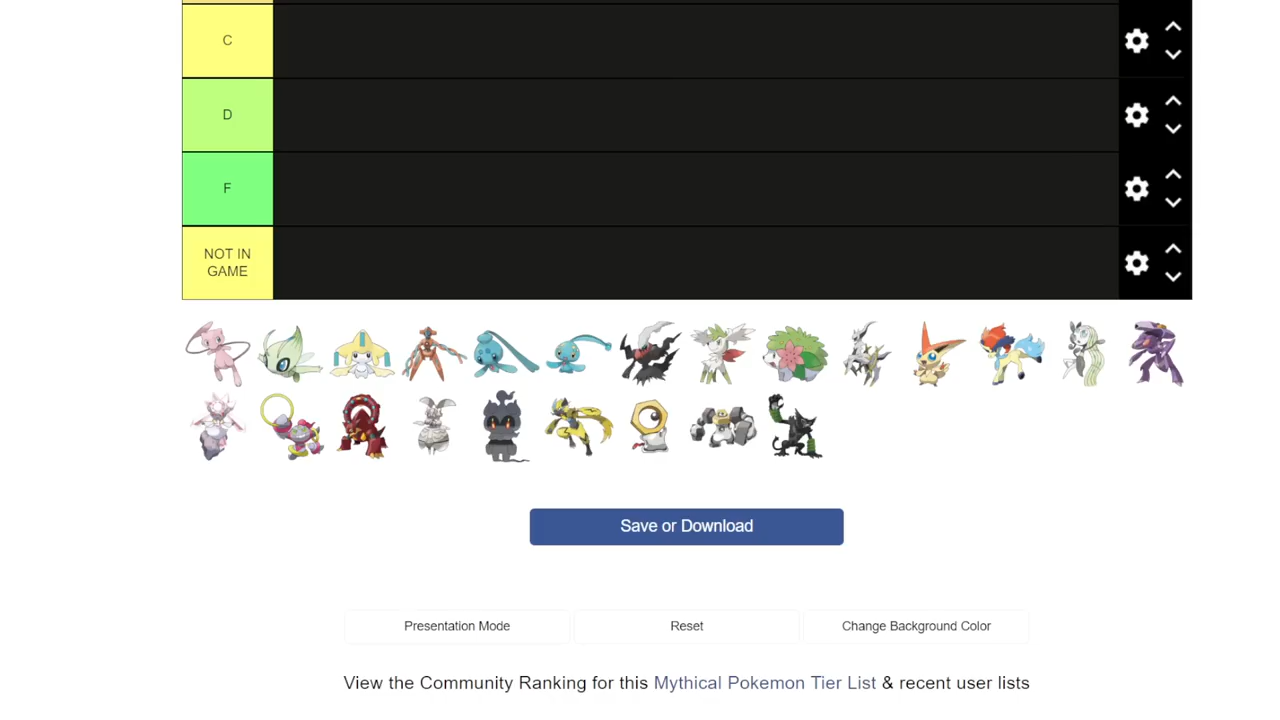 C
D
F
NOT IN
GAME
Save or Download
Presentation Mode
Reset
Change Background Color
View the Community Ranking for this Mythical Pokemon Tier List & recent user lists